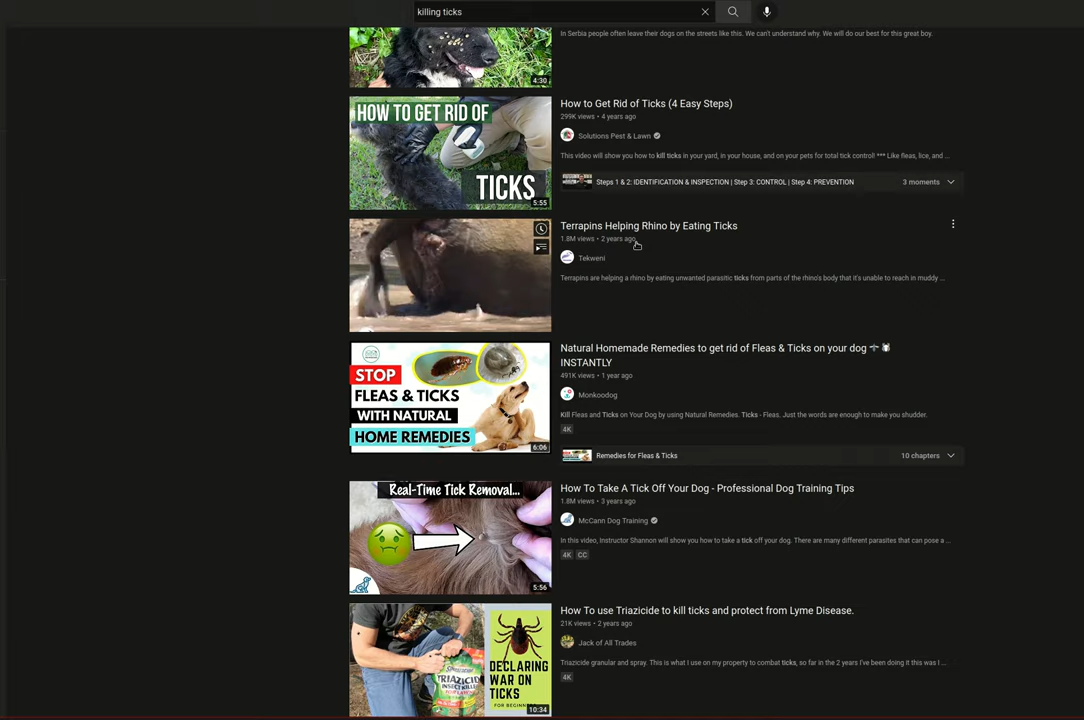 killing ticks
In Serbia people often leave their dogs on the streets like this. We can't understand why. We will do our best for this great boy.
4:30
HOW TO GET RID OF
TICKS
5:55
How to Get Rid of Ticks (4 Easy Steps)
299K views • 4 years ago
Solutions Pest & Lawn
This video will show you how to kill ticks in your yard, in your house, and on your pets for total tick control! *** Like fleas, lice, and ...
Steps 1 & 2: IDENTIFICATION & INSPECTION | Step 3: CONTROL | Step 4: PREVENTION
3 moments
Terrapins Helping Rhino by Eating Ticks
1.8M views • 2 years ago
Tekweni
Terrapins are helping a rhino by eating unwanted parasitic ticks from parts of the rhino's body that it's unable to reach in muddy ...
STOP
FLEAS & TICKS
WITH NATURAL
HOME REMEDIES
6:06
Natural Homemade Remedies to get rid of Fleas & Ticks on your dog
INSTANTLY
491K views • 1 year ago
Monkoodog
Kill Fleas and Ticks on Your Dog by using Natural Remedies. Ticks - Fleas. Just the words are enough to make you shudder.
4K
Remedies for Fleas & Ticks
10 chapters
Real-Time Tick Removal...
5:56
How To Take A Tick Off Your Dog - Professional Dog Training Tips
1.8M views • 3 years ago
McCann Dog Training
In this video, Instructor Shannon will show you how to take a tick off your dog. There are many different parasites that can pose a ...
4K CC
TRIAZICIDE
INSECT KILLER
DECLARING
WAR ON
TICKS
FOR BEGINNERS
10:34
How To use Triazicide to kill ticks and protect from Lyme Disease.
21K views • 2 years ago
Jack of All Trades
Triazicide granular and spray. This is what I use on my property to combat ticks, so far in the 2 years I've been doing it this was I ...
4K